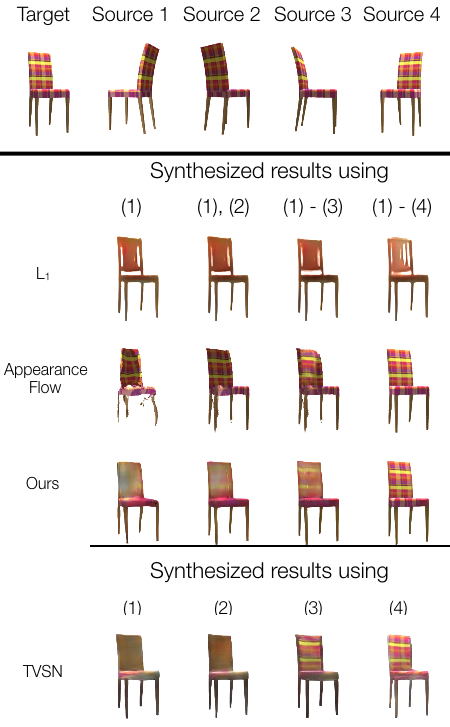 Target Source 1 Source 2 Source 3 Source 4
Synthesized results using
(1) (1), (2) (1) - (3) (1) - (4)
L1
Appearance
Flow
Ours
Synthesized results using
(1) (2) (3) (4)
TVSN